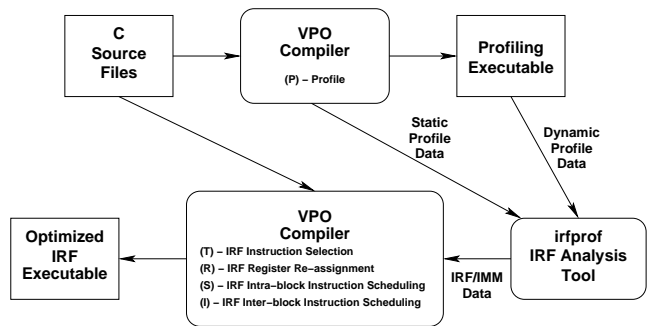 C
Source
Files
VPO
Compiler
(P) − Profile
Profiling
Executable
Static
Profile
Data
Dynamic
Profile
Data
Optimized
IRF
Executable
VPO
Compiler
(T) − IRF Instruction Selection
(R) − IRF Register Re−assignment
(S) − IRF Intra−block Instruction Scheduling
(I) − IRF Inter−block Instruction Scheduling
IRF/IMM
Data
irfprof
IRF Analysis
Tool